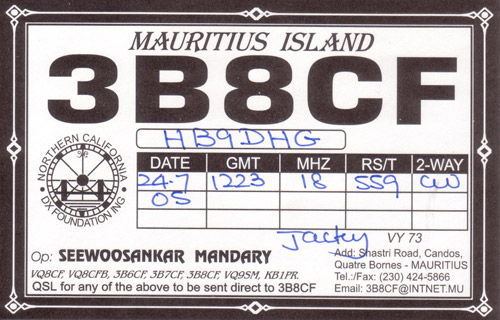 MAURITIUS ISLAND
3B8CF
HB9DHG
NORTHERN CALIFORNIA
DX FOUNDATION INC
DATE GMT MHZ RS/T 2-WAY
24.7 1223 18 559 CW
05
Jacky VY 73
Op: SEEWOOSANKAR MANDARY
VQ8CF, VQ8CFB, 3B6CF, 3B7CF, 3B8CF, VQ9SM, KB1PR.
QSL for any of the above to be sent direct to 3B8CF
Add: Shastri Road, Candos,
Quatre Bornes - MAURITIUS
Tel.:/Fax: (230) 424-5866
Email: 3B8CF@INTNET.MU